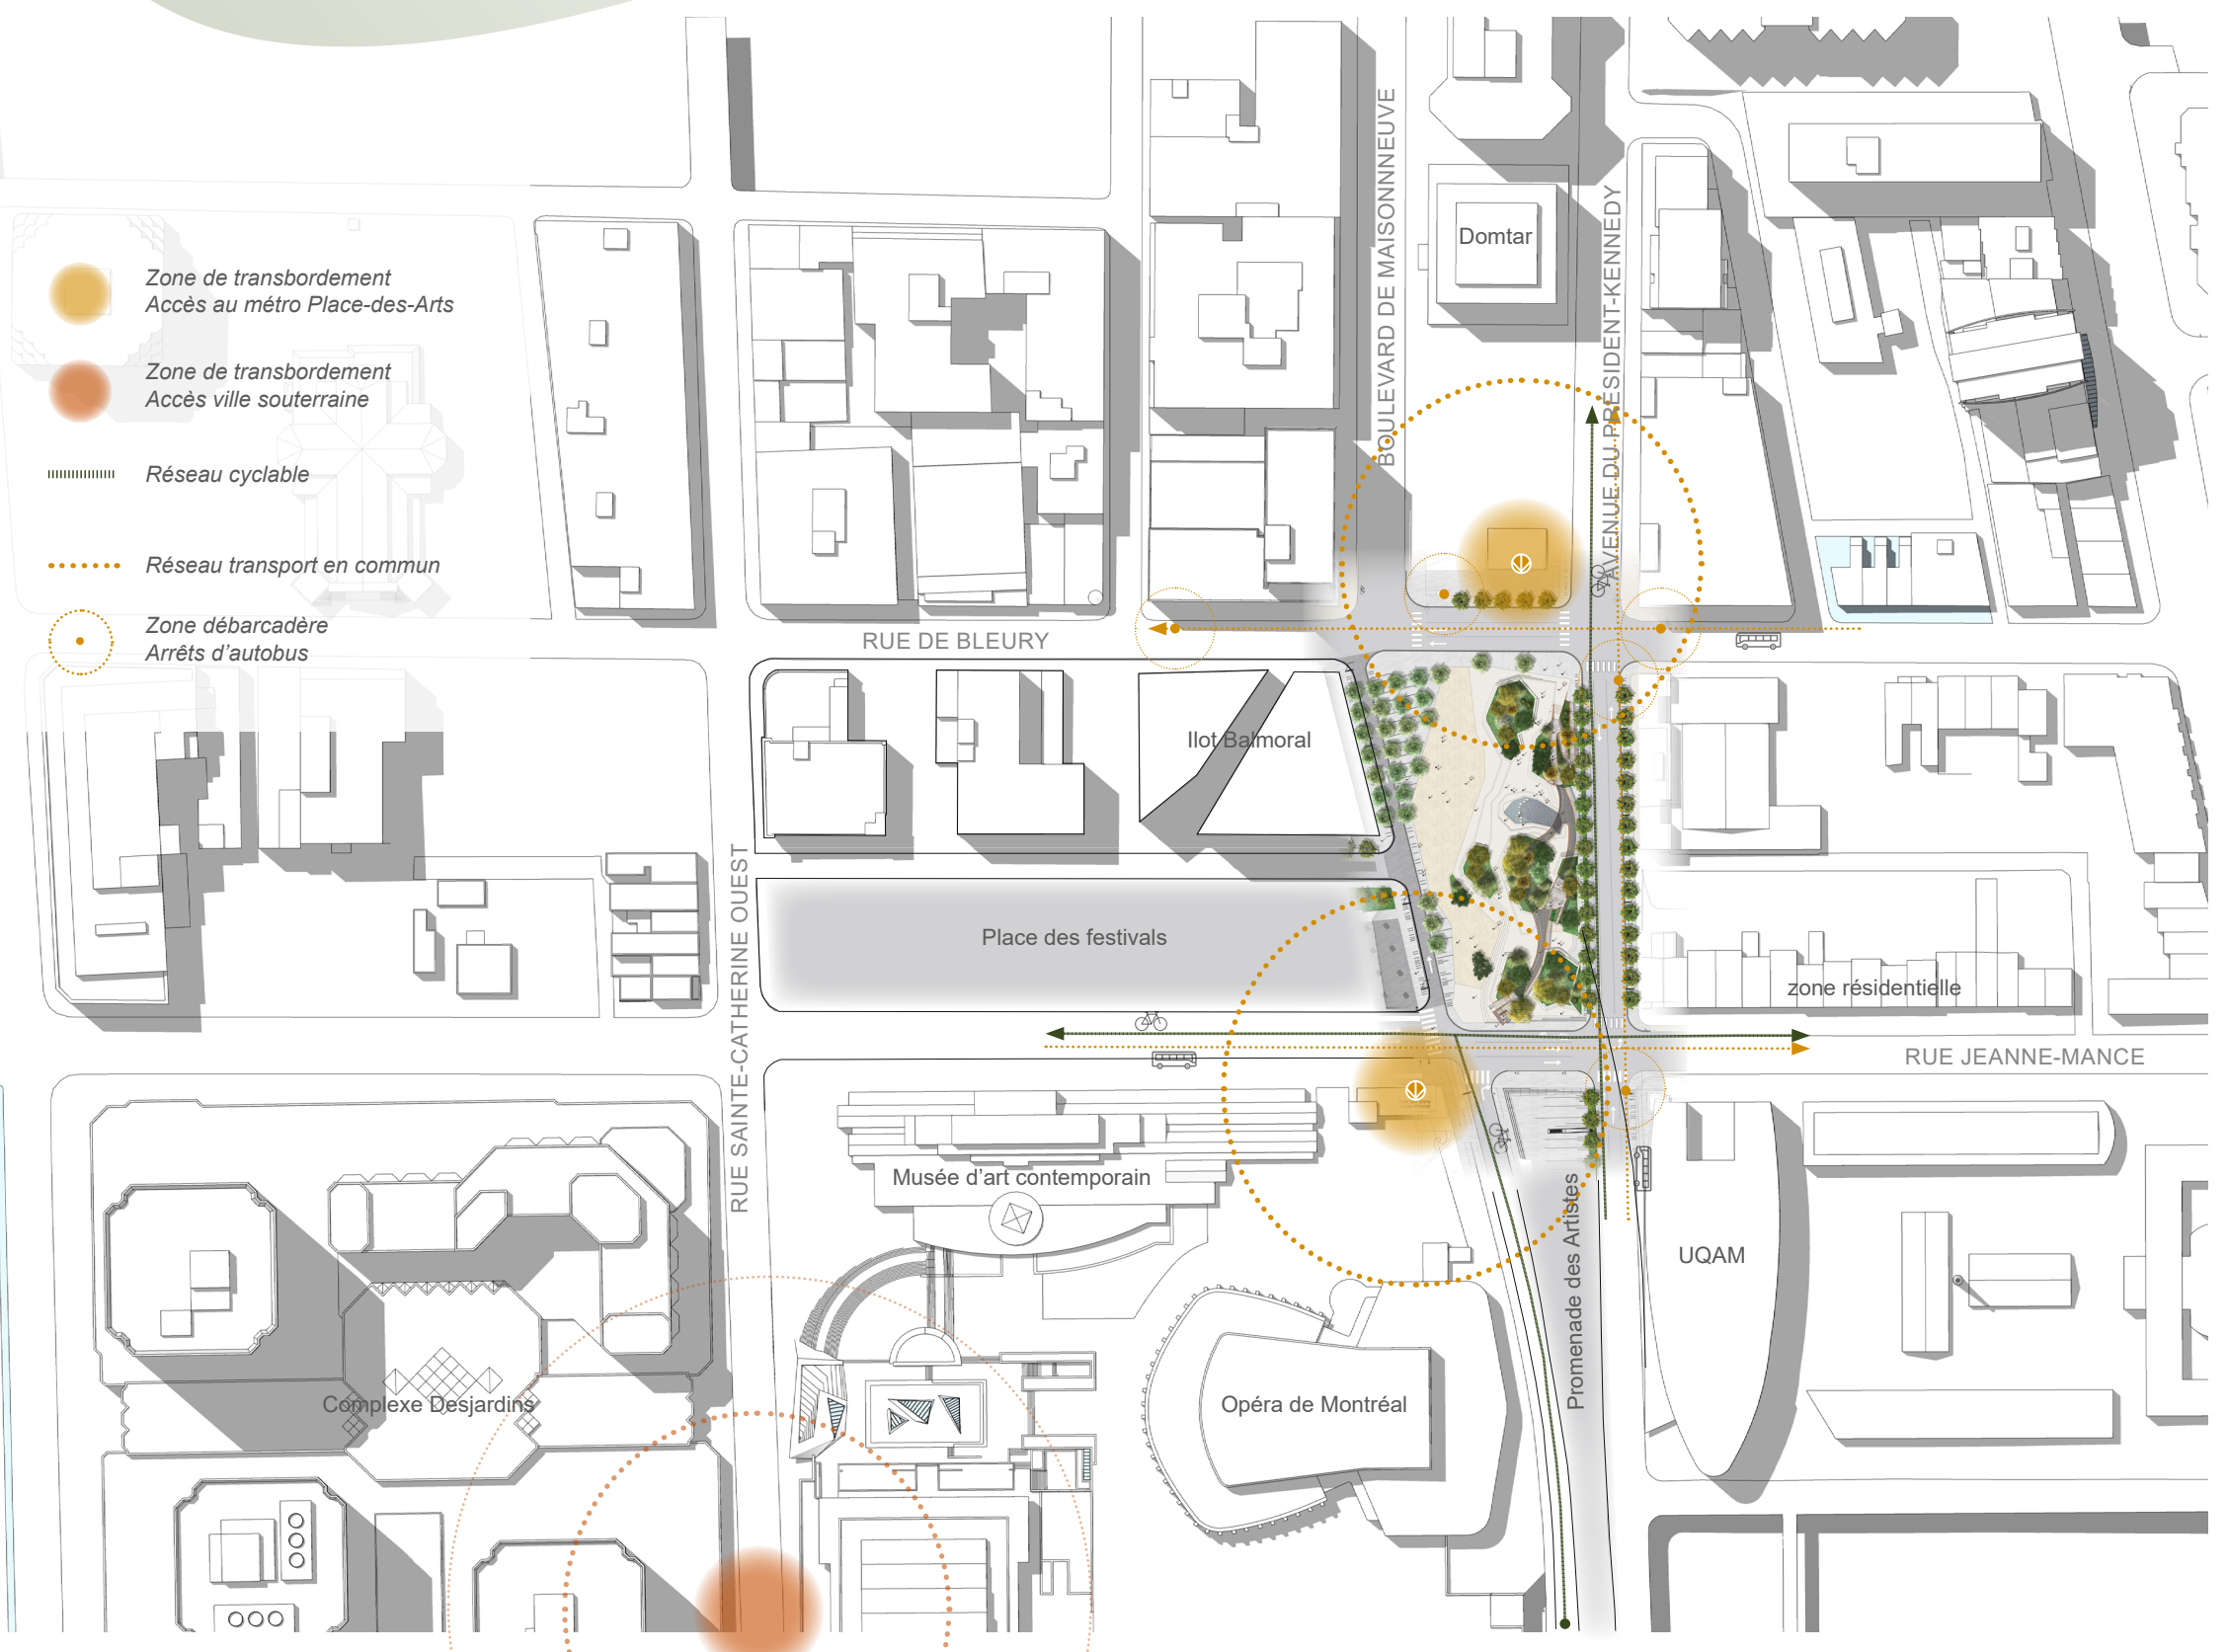 Zone de transbordement
Accès au métro Place-des-Arts
Zone de transbordement
Accès ville souterraine
Réseau cyclable
Réseau transport en commun
Zone débarcadère
Arrêts d'autobus
BOULEVARD DE MAISONNEUVE
Domtar
AVENUE DU PRÉSIDENT-KENNEDY
RUE DE BLEURY
Ilot Balmoral
RUE SAINTE-CATHERINE OUEST
Place des festivals
zone résidentielle
RUE JEANNE-MANCE
Musée d'art contemporain
Promenade des Artistes
UQAM
Complexe Desjardins
Opéra de Montréal